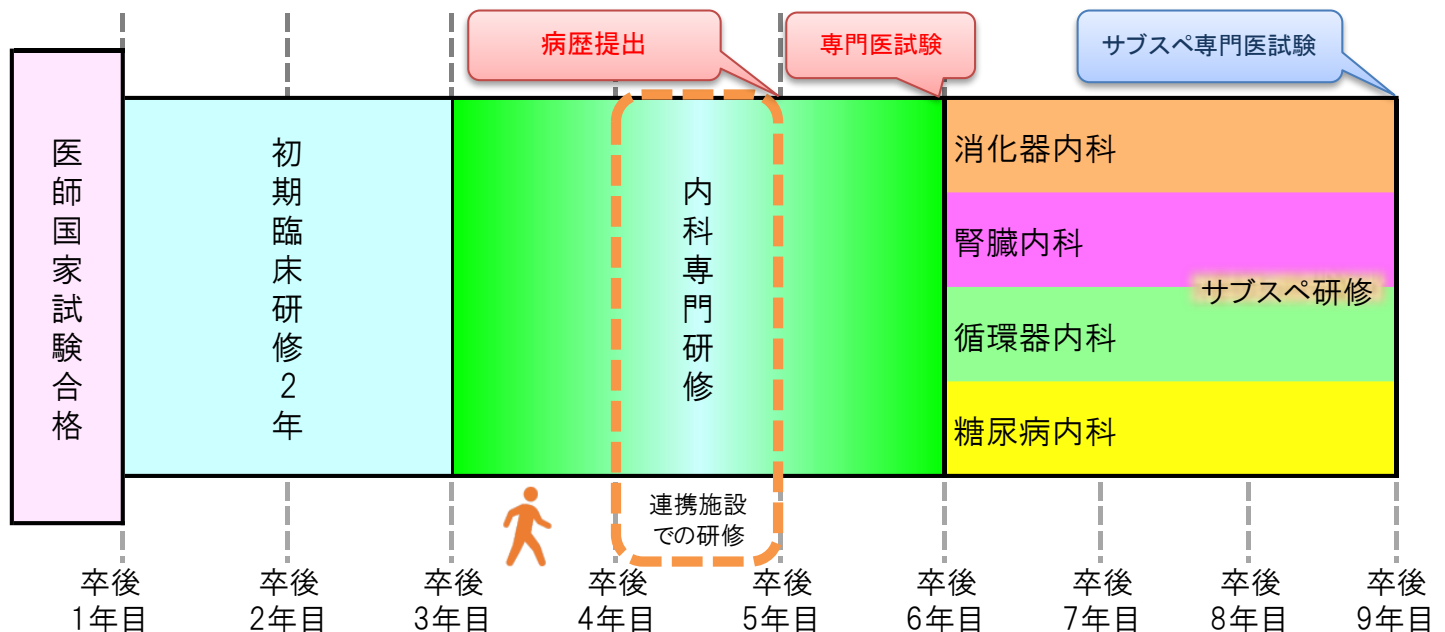 病歴提出
専門医試験
サブスペ専門医試験
医師国家試験合格
初期臨床研修2年
内科専門研修
消化器内科
腎臓内科
サブスペ研修
循環器内科
糖尿病内科
連携施設
での研修
卒後
1年目
卒後
2年目
卒後
3年目
卒後
4年目
卒後
5年目
卒後
6年目
卒後
7年目
卒後
8年目
卒後
9年目